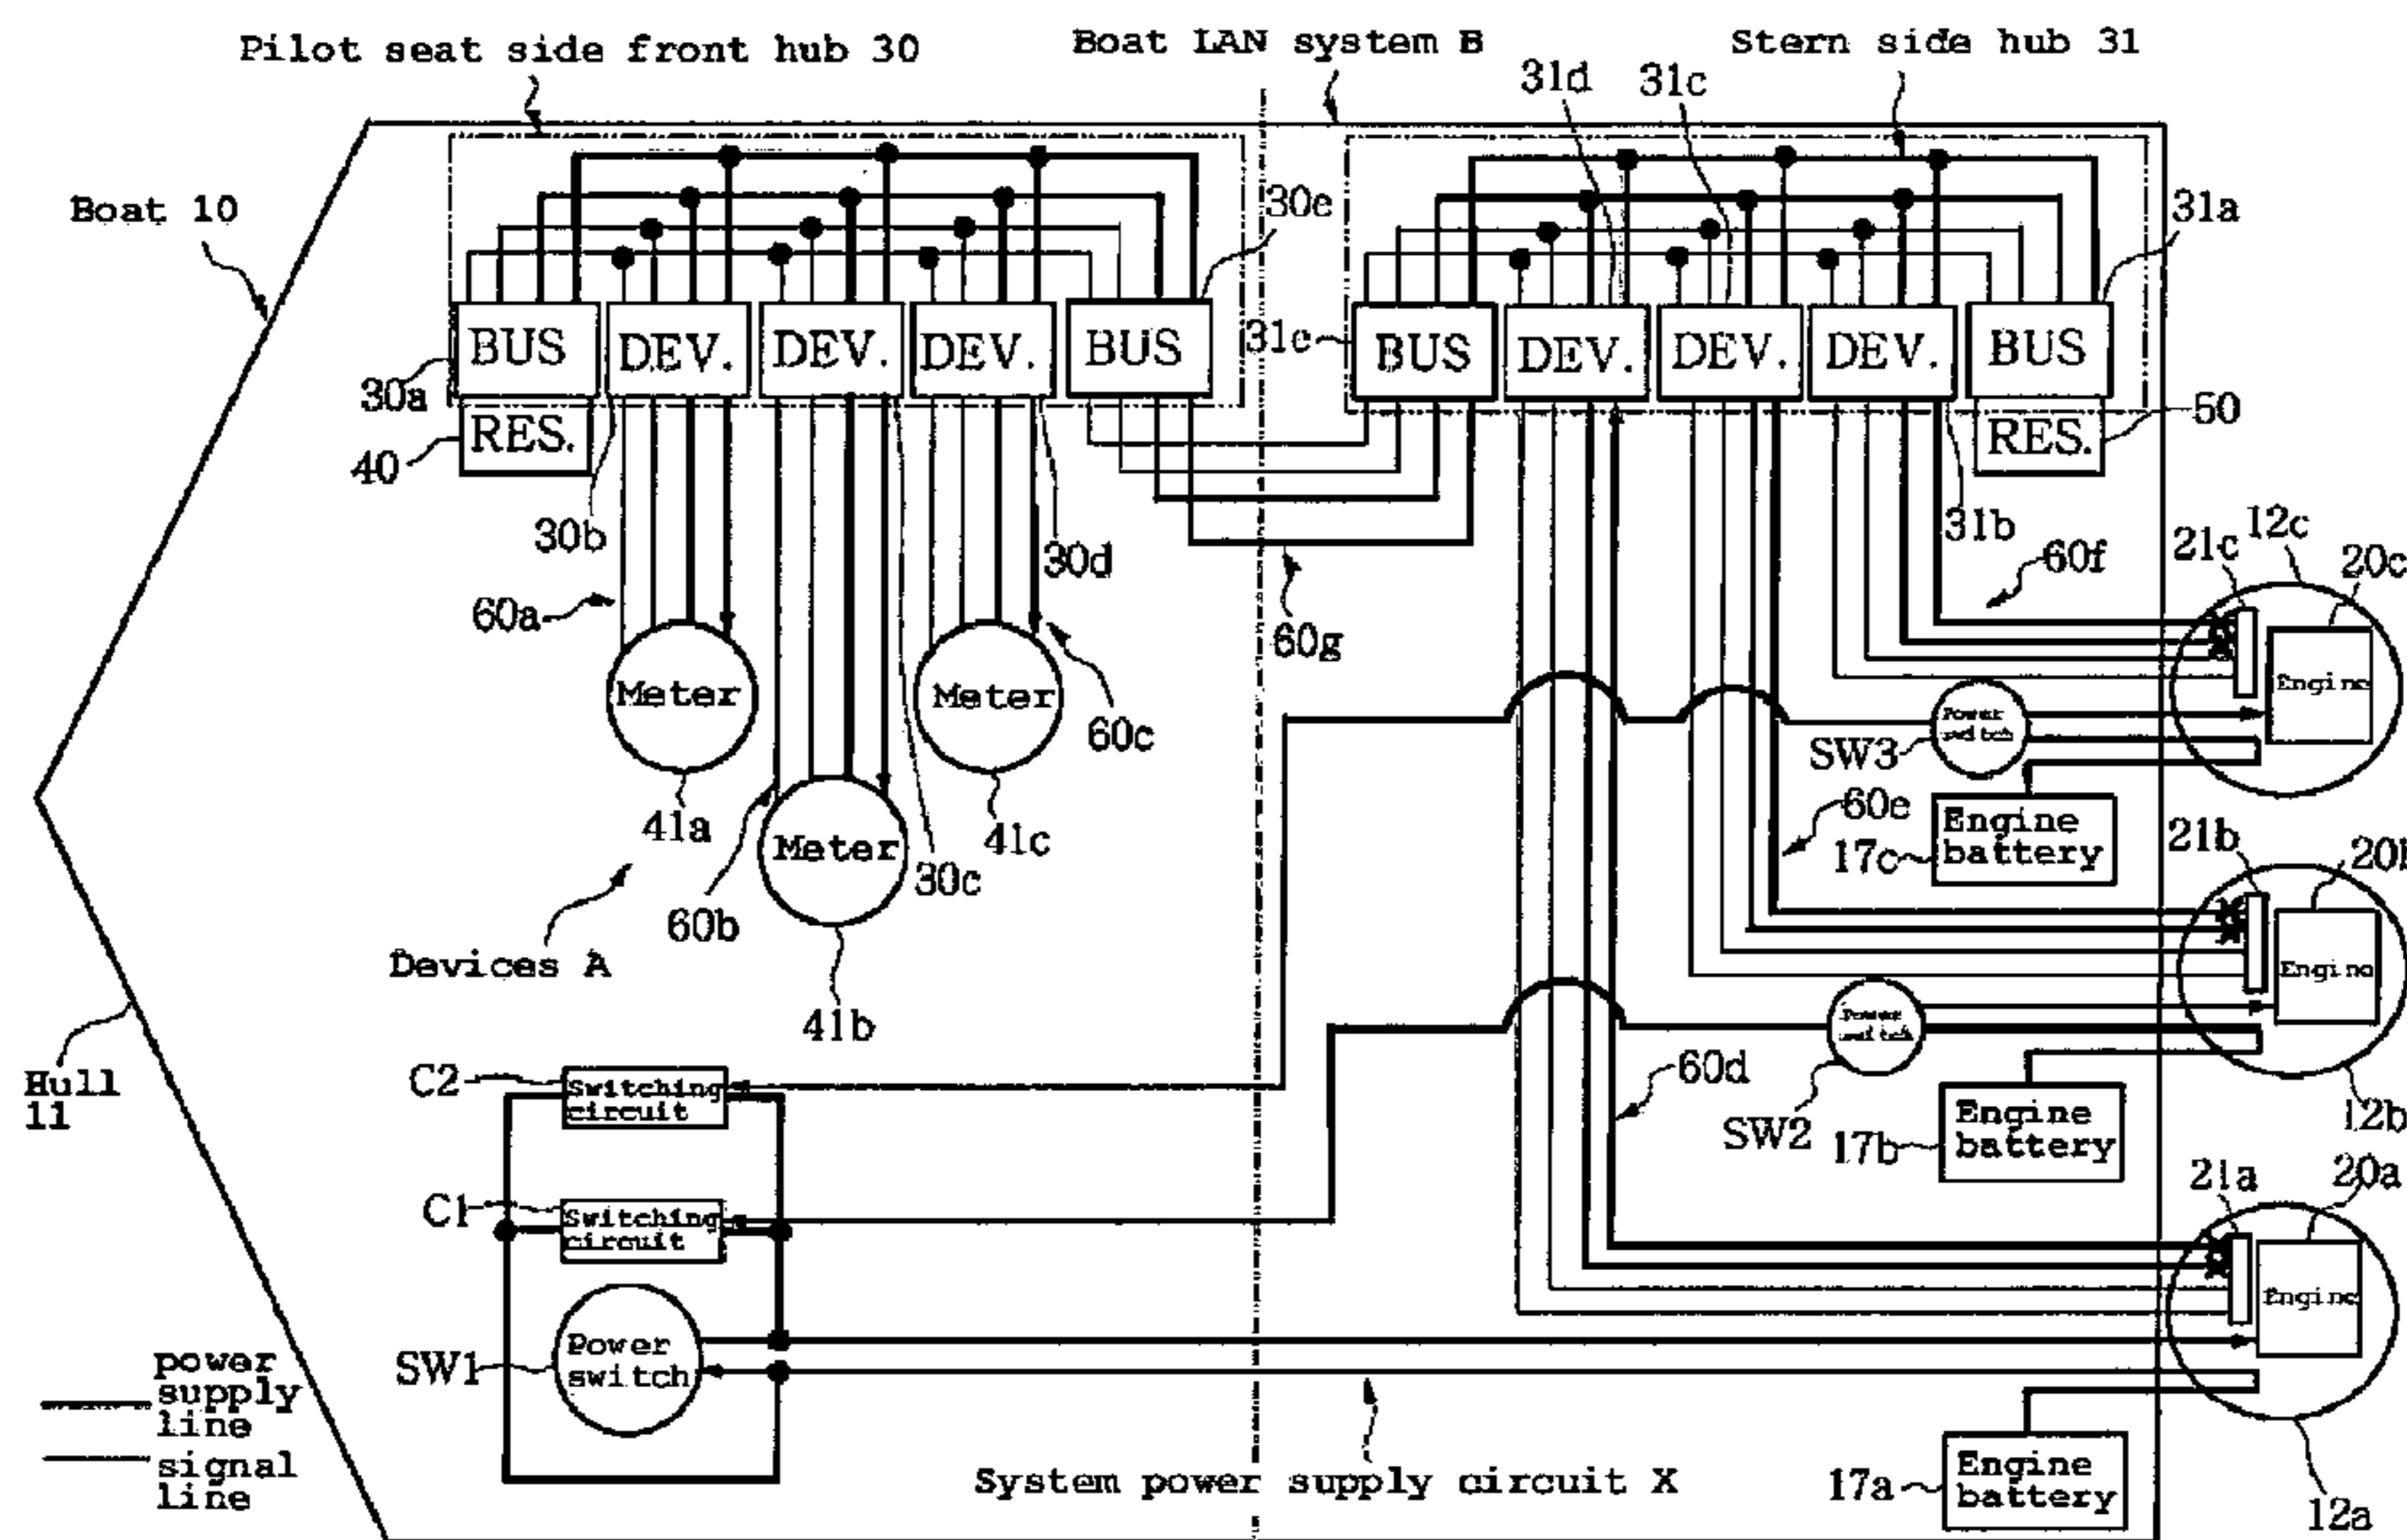 Pilot seat side front hub 30
Boat LAN system B
Stern side hub 31
31d
31c
Boat 10
30e
31a
BUS
DEV.
DEV.
DEV.
BUS
31e
BUS
DEV.
DEV.
DEV.
BUS
30a
RES.
40
RES.
50
30b
30d
31b
12c
21c
20c
60f
60a
60g
Meter
Meter
60c
Engine
Power
switch
SW3
41a
41c
60e
Engine
battery
17c
21b
Meter
30c
60b
Devices A
Engine
41b
Power
switch
60d
C2
Switching
circuit
SW2
17b
Engine
battery
12b
Hull
11
21a
20a
C1
Switching
circuit
Engine
Power
switch
SW1
power
supply
line
signal
line
System power supply circuit X
17a
Engine
battery
12a